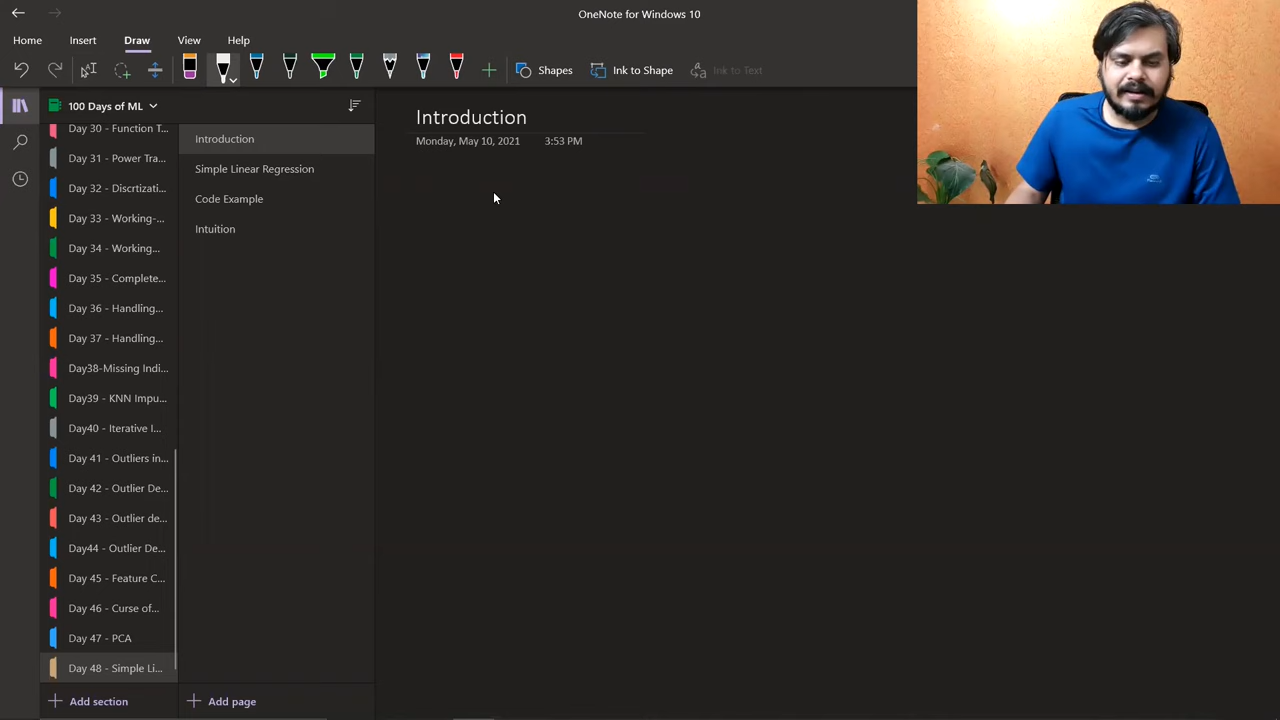 OneNote for Windows 10
Home
Insert
Draw
View
Help
Shapes
Ink to Shape
Ink to Text
100 Days of ML
Day 30 - Function T...
Day 31 - Power Tra...
Day 32 - Discrtizati...
Day 33 - Working-...
Day 34 - Working...
Day 35 - Complete...
Day 36 - Handling...
Day 37 - Handling...
Day38-Missing Indi...
Day39 - KNN Impu...
Day40 - Iterative I...
Day 41 - Outliers in...
Day 42 - Outlier De...
Day 43 - Outlier de...
Day44 - Outlier De...
Day 45 - Feature C...
Day 46 - Curse of...
Day 47 - PCA
Day 48 - Simple Li...
Add section
Introduction
Simple Linear Regression
Code Example
Intuition
Add page
Introduction
Monday, May 10, 2021 3:53 PM